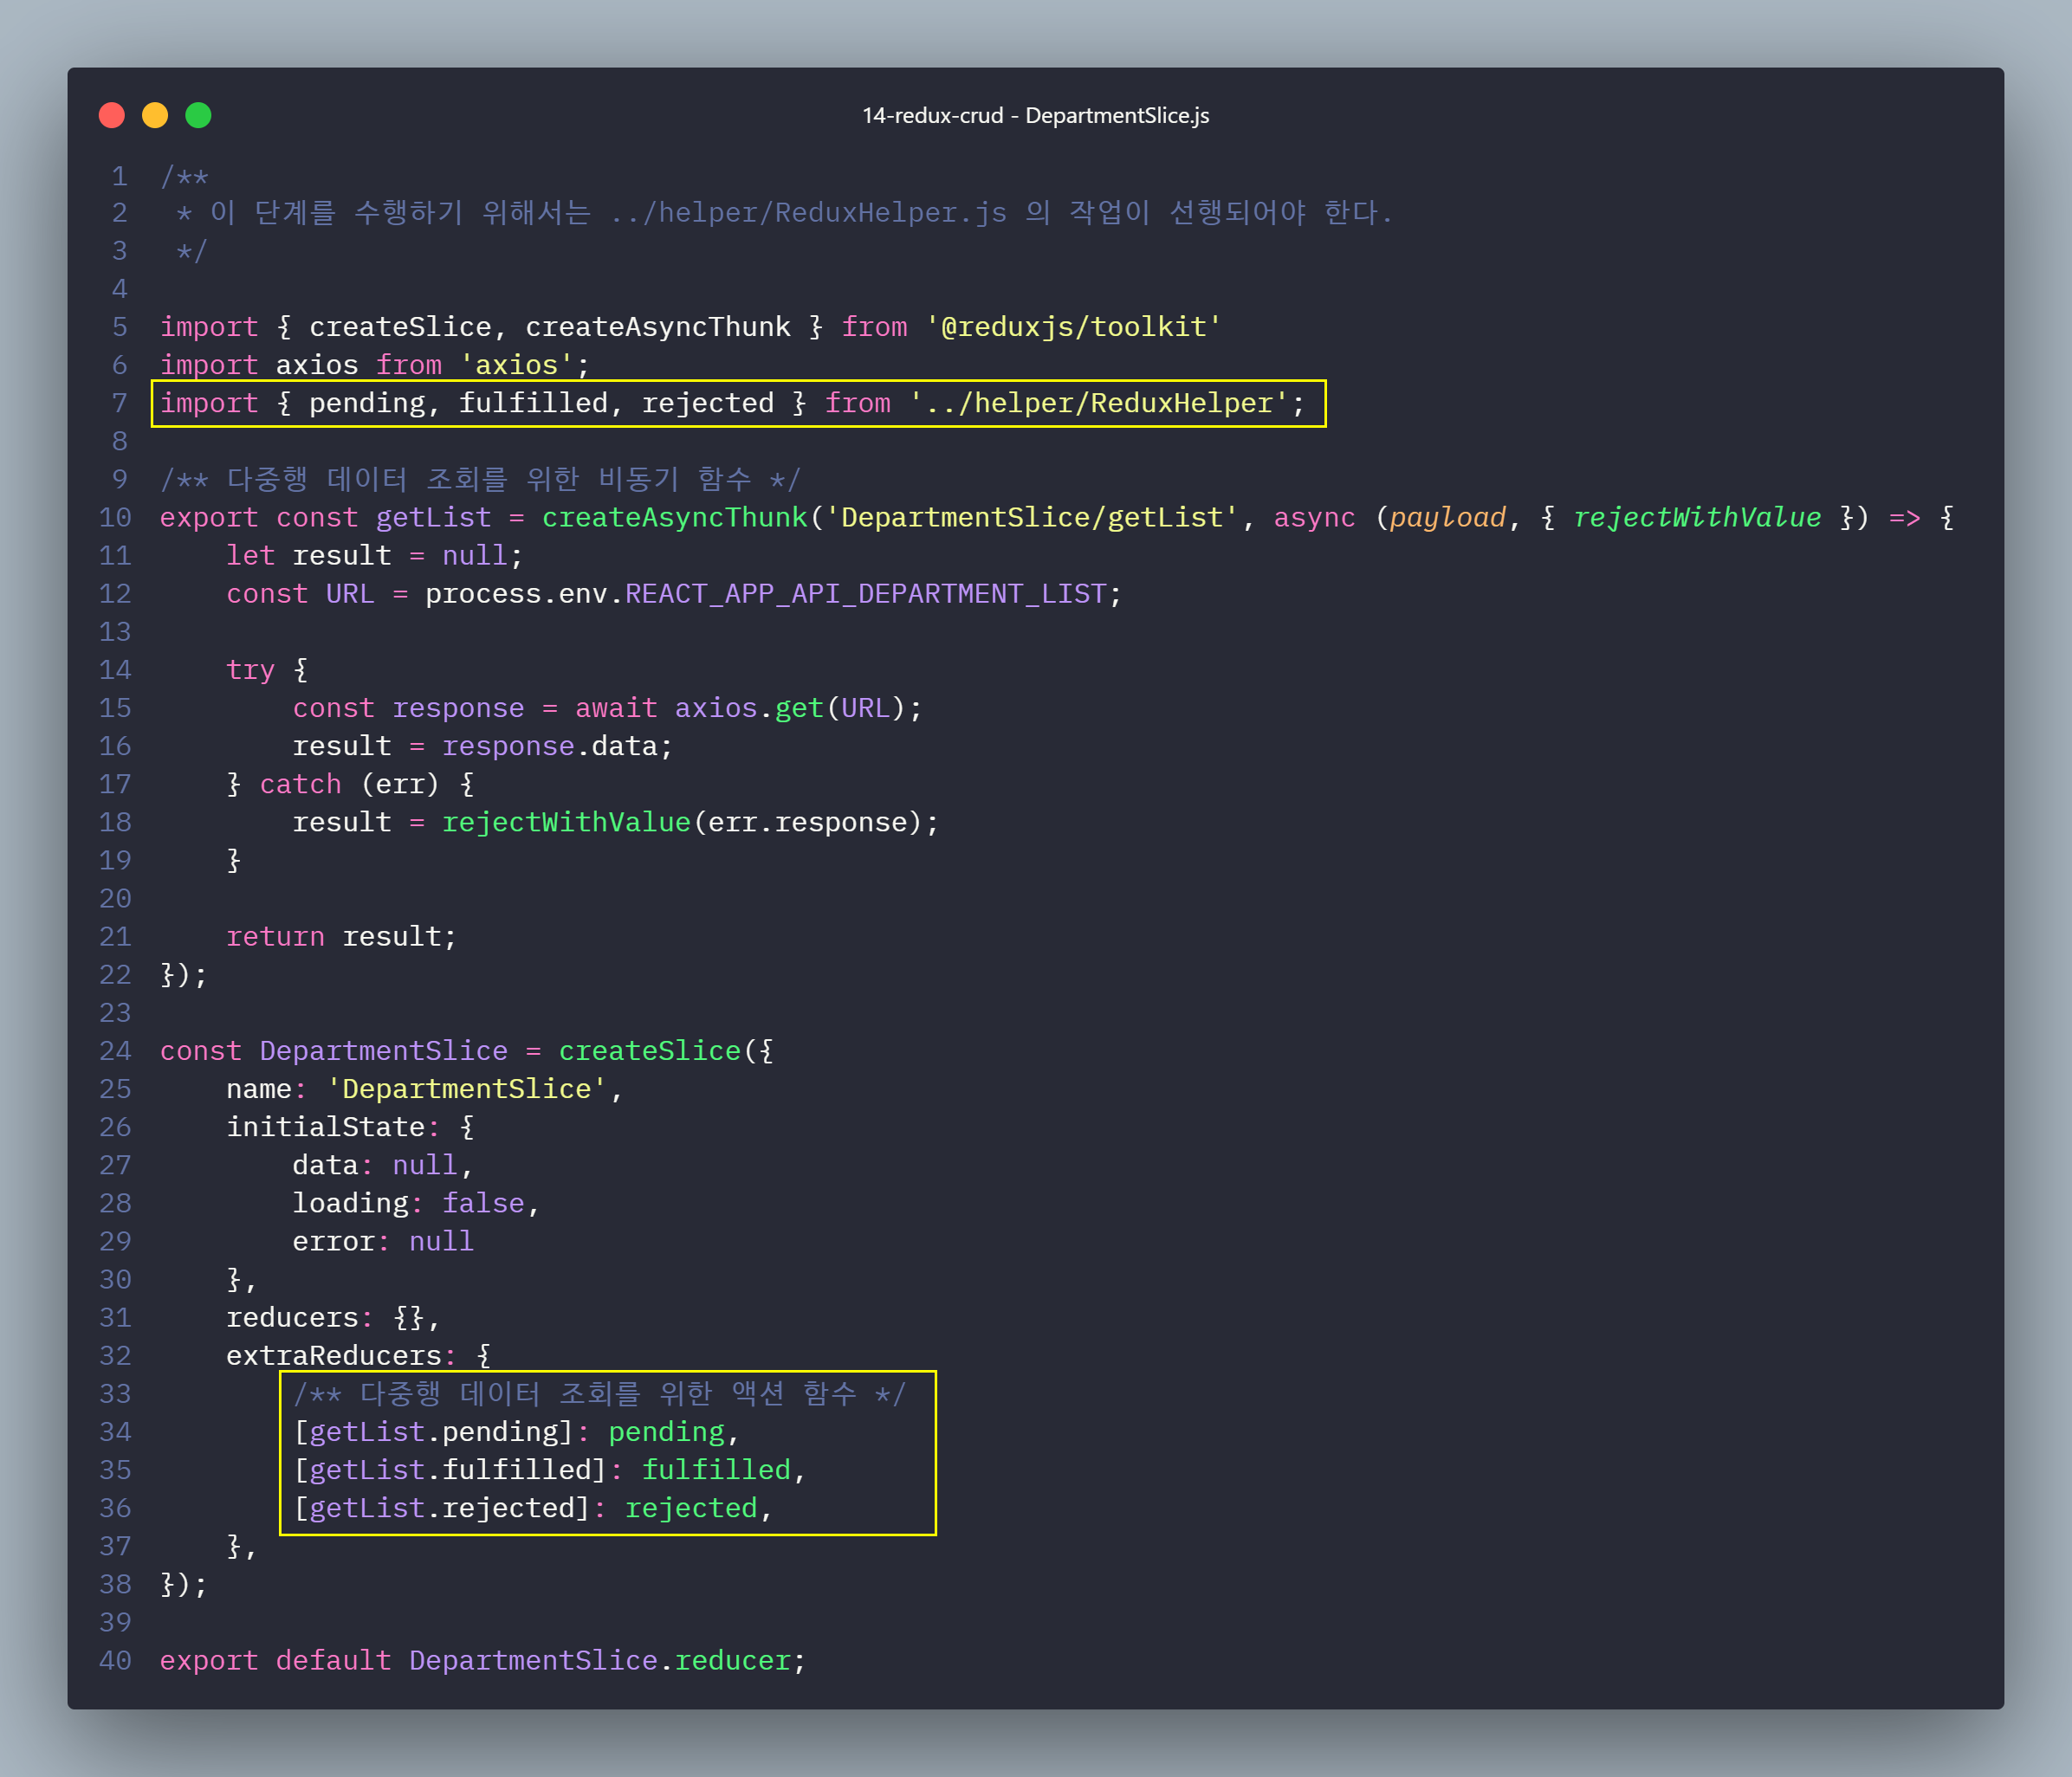 14-redux-crud - DepartmentSlice.js
1 /**
2  * 이 단계를 수행하기 위해서는 ../helper/ReduxHelper.js 의 작업이 선행되어야 한다.
3  */
4
5 import { createSlice, createAsyncThunk } from '@reduxjs/toolkit'
6 import axios from 'axios';
7 import { pending, fulfilled, rejected } from '../helper/ReduxHelper';
8
9 /** 다중행 데이터 조회를 위한 비동기 함수 */
10 export const getList = createAsyncThunk('DepartmentSlice/getList', async (payload, { rejectWithValue }) => {
11     let result = null;
12     const URL = process.env.REACT_APP_API_DEPARTMENT_LIST;
13
14     try {
15         const response = await axios.get(URL);
16         result = response.data;
17     } catch (err) {
18         result = rejectWithValue(err.response);
19     }
20
21     return result;
22 });
23
24 const DepartmentSlice = createSlice({
25     name: 'DepartmentSlice',
26     initialState: {
27         data: null,
28         loading: false,
29         error: null
30     },
31     reducers: {},
32     extraReducers: {
33         /** 다중행 데이터 조회를 위한 액션 함수 */
34         [getList.pending]: pending,
35         [getList.fulfilled]: fulfilled,
36         [getList.rejected]: rejected,
37     },
38 });
39
40 export default DepartmentSlice.reducer;